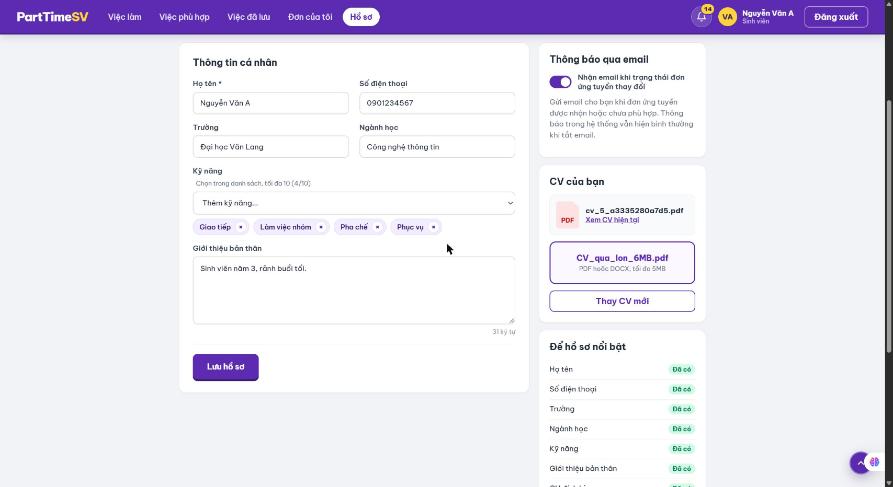 PartTimeSV
Việc làm
Việc phù hợp
Việc đã lưu
Đơn của tôi
Hồ sơ
14
VA
Nguyễn Văn A
Sinh viên
Đăng xuất
Thông tin cá nhân
Họ tên *
Số điện thoại
Nguyễn Văn A
0901234567
Trường
Ngành học
Đại học Văn Lang
Công nghệ thông tin
Kỹ năng
Chọn trong danh sách, tối đa 10 (4/10)
Thêm kỹ năng...
Giao tiếp ×
Làm việc nhóm ×
Pha chế ×
Phục vụ ×
Giới thiệu bản thân
Sinh viên năm 3, rảnh buổi tối.
31 ký tự
Lưu hồ sơ
Thông báo qua email
Nhận email khi trạng thái đơn
ứng tuyển thay đổi
Gửi email cho bạn khi đơn ứng tuyển
được nhận hoặc chưa phù hợp. Thông
báo trong hệ thống vẫn hiện bình thường
khi tắt email.
CV của bạn
PDF
cv_5_a3335280a7d5.pdf
Xem CV hiện tại
CV_qua_lon_6MB.pdf
PDF hoặc DOCX, tối đa 5MB
Thay CV mới
Để hồ sơ nổi bật
Họ tên Đã có
Số điện thoại Đã có
Trường Đã có
Ngành học Đã có
Kỹ năng Đã có
Giới thiệu bản thân Đã có